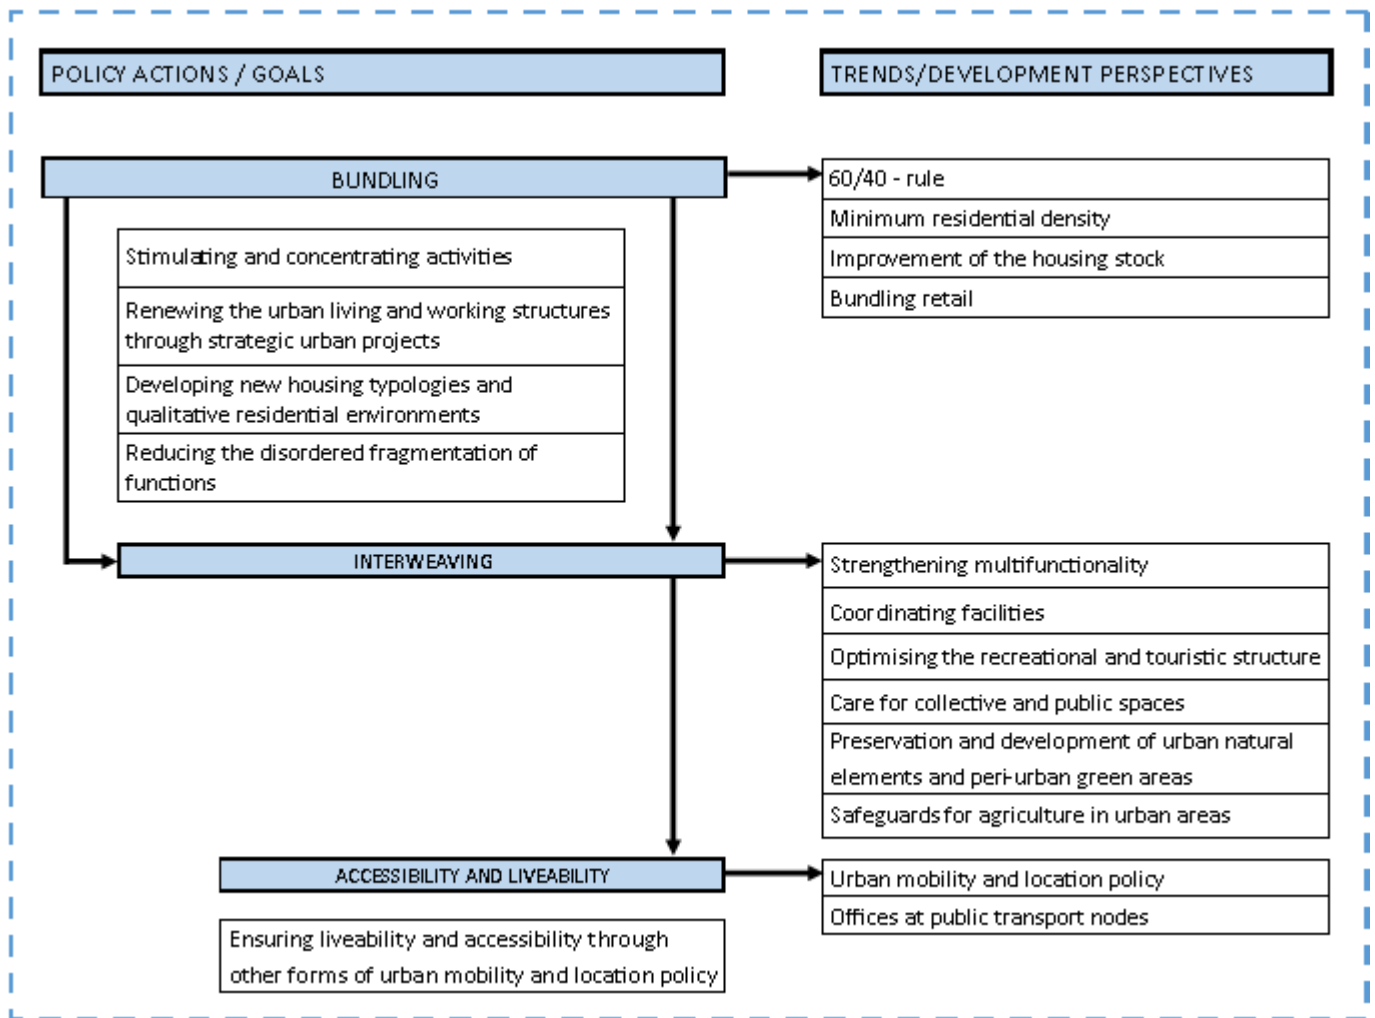 POLICY ACTIONS / GOALS
TRENDS/DEVELOPMENT PERSPECTIVES
BUNDLING
60/40 - rule
Minimum residential density
Improvement of the housing stock
Bundling retail
Stimulating and concentrating activities
Renewing the urban living and working structures
through strategic urban projects
Developing new housing typologies and
qualitative residential environments
Reducing the disordered fragmentation of
functions
INTERWEAVING
Strengthening multifunctionality
Coordinating facilities
Optimising the recreational and touristic structure
Care for collective and public spaces
Preservation and development of urban natural
elements and peri-urban green areas
Safeguards for agriculture in urban areas
ACCESSIBILITY AND LIVEABILITY
Urban mobility and location policy
Offices at public transport nodes
Ensuring liveability and accessibility through
other forms of urban mobility and location policy